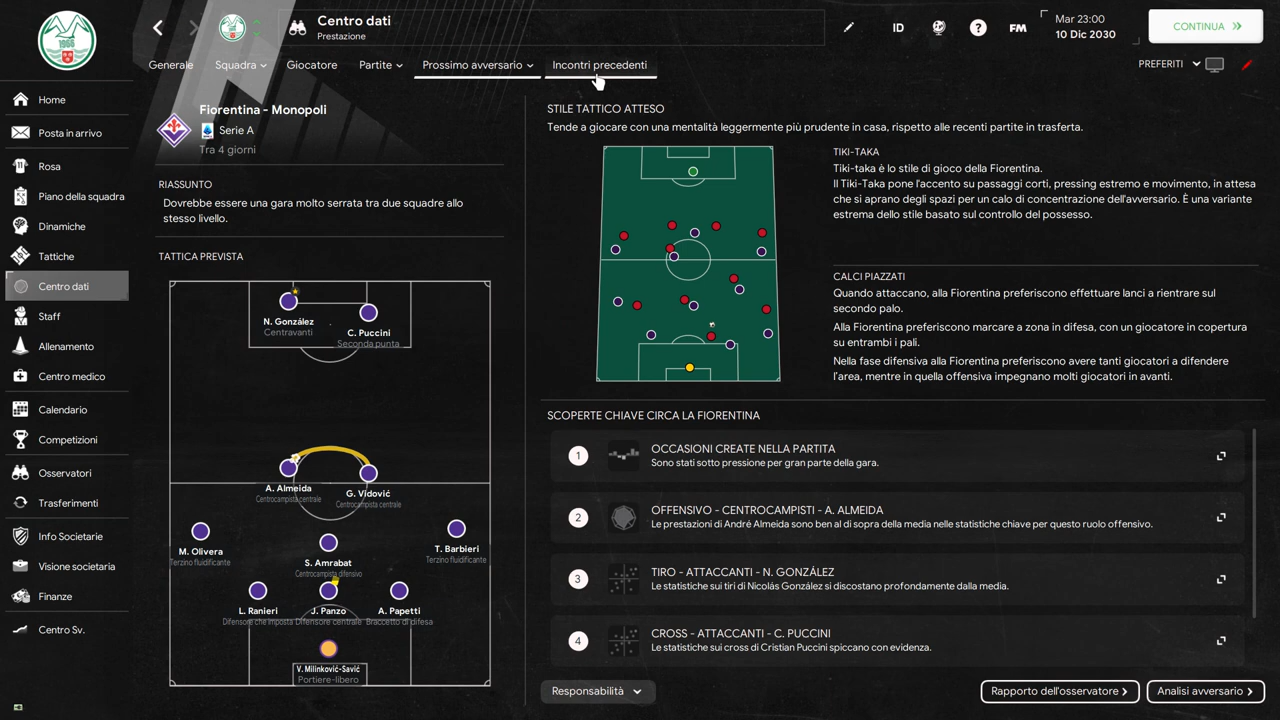 Centro dati
Prestazione
ID
?
FM
Mar 23:00
10 Dic 2030
CONTINUA
Generale
Squadra
Giocatore
Partite
Prossimo avversario
Incontri precedenti
PREFERITI
1966
Home
Posta in arrivo
Rosa
Piano della squadra
Dinamiche
Tattiche
Centro dati
Staff
Allenamento
Centro medico
Calendario
Competizioni
Osservatori
Trasferimenti
Info Societarie
Visione societaria
Finanze
Centro Sv.
Fiorentina - Monopoli
Serie A
Tra 4 giorni
RIASSUNTO
Dovrebbe essere una gara molto serrata tra due squadre allo
stesso livello.
TATTICA PREVISTA
N. González
Centravanti
C. Puccini
Seconda punta
A. Almeida
Centrocampista centrale
G. Vidović
Centrocampista centrale
M. Olivera
Terzino fluidificante
S. Amrabat
Centrocampista difensivo
T. Barbieri
Terzino fluidificante
L. Ranieri
Difensore che imposta
J. Panzo
Difensore centrale
A. Papetti
Braccetto di difesa
V. Milinković-Savić
Portiere-libero
STILE TATTICO ATTESO
Tende a giocare con una mentalità leggermente più prudente in casa, rispetto alle recenti partite in trasferta.
TIKI-TAKA
Tiki-taka è lo stile di gioco della Fiorentina.
Il Tiki-Taka pone l'accento su passaggi corti, pressing estremo e movimento, in attesa
che si aprano degli spazi per un calo di concentrazione dell'avversario. È una variante
estrema dello stile basato sul controllo del possesso.
CALCI PIAZZATI
Quando attaccano, alla Fiorentina preferiscono effettuare lanci a rientrare sul
secondo palo.
Alla Fiorentina preferiscono marcare a zona in difesa, con un giocatore in copertura
su entrambi i pali.
Nella fase difensiva alla Fiorentina preferiscono avere tanti giocatori a difendere
l'area, mentre in quella offensiva impegnano molti giocatori in avanti.
SCOPERTE CHIAVE CIRCA LA FIORENTINA
1
OCCASIONI CREATE NELLA PARTITA
Sono stati sotto pressione per gran parte della gara.
2
OFFENSIVO - CENTROCAMPISTI - A. ALMEIDA
Le prestazioni di André Almeida sono ben al di sopra della media nelle statistiche chiave per questo ruolo offensivo.
3
TIRO - ATTACCANTI - N. GONZÁLEZ
Le statistiche sui tiri di Nicolás González si discostano profondamente dalla media.
4
CROSS - ATTACCANTI - C. PUCCINI
Le statistiche sui cross di Cristian Puccini spiccano con evidenza.
Responsabilità
Rapporto dell'osservatore
Analisi avversario